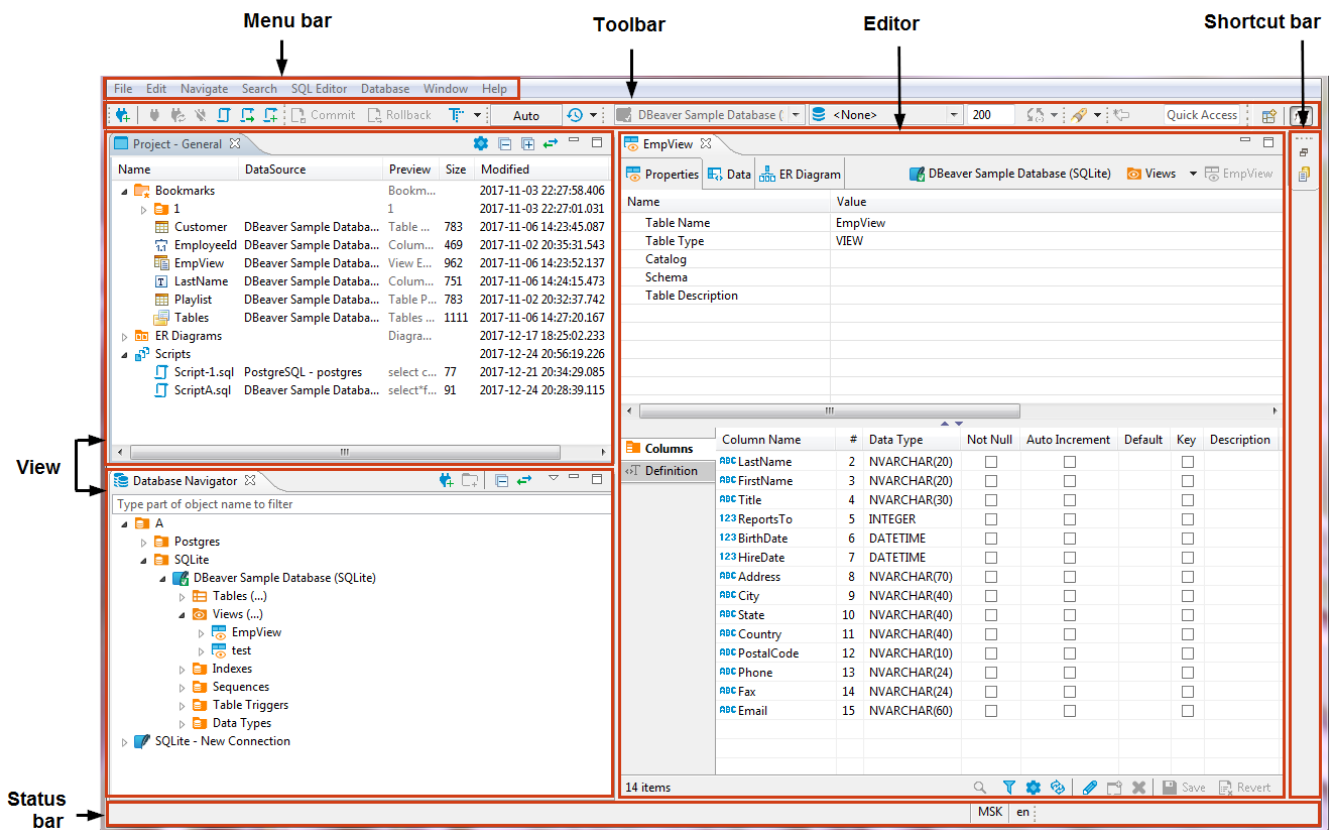 Menu bar
Toolbar
Editor
Shortcut bar
File Edit Navigate Search SQL Editor Database Window Help
Commit Rollback Auto DBeaver Sample Database ( <None> 200 Quick Access
Project - General
Name DataSource Preview Size Modified
Bookmarks Bookm... 2017-11-03 22:27:58.406
1 1 2017-11-03 22:27:01.031
Customer DBeaver Sample Databa... Table ... 783 2017-11-06 14:23:45.087
EmployeeId DBeaver Sample Databa... Colum... 469 2017-11-02 20:35:31.543
EmpView DBeaver Sample Databa... View E... 962 2017-11-06 14:23:52.137
LastName DBeaver Sample Databa... Colum... 751 2017-11-06 14:24:15.473
Playlist DBeaver Sample Databa... Table P... 783 2017-11-02 20:32:37.742
Tables DBeaver Sample Databa... Tables ... 1111 2017-11-06 14:27:20.167
ER Diagrams Diagra... 2017-12-17 18:25:02.233
Scripts 2017-12-24 20:56:19.226
Script-1.sql PostgreSQL - postgres select c... 77 2017-12-21 20:34:29.085
ScriptA.sql DBeaver Sample Databa... select*f... 91 2017-12-24 20:28:39.115
View
Database Navigator
Type part of object name to filter
A
Postgres
SQLite
DBeaver Sample Database (SQLite)
Tables (...)
Views (...)
EmpView
test
Indexes
Sequences
Table Triggers
Data Types
SQLite - New Connection
EmpView
Properties Data ER Diagram DBeaver Sample Database (SQLite) Views EmpView
Name Value
Table Name EmpView
Table Type VIEW
Catalog
Schema
Table Description
Columns
Definition
Column Name # Data Type Not Null Auto Increment Default Key Description
ABC LastName 2 NVARCHAR(20)
ABC FirstName 3 NVARCHAR(20)
ABC Title 4 NVARCHAR(30)
123 ReportsTo 5 INTEGER
123 BirthDate 6 DATETIME
123 HireDate 7 DATETIME
ABC Address 8 NVARCHAR(70)
ABC City 9 NVARCHAR(40)
ABC State 10 NVARCHAR(40)
ABC Country 11 NVARCHAR(40)
ABC PostalCode 12 NVARCHAR(10)
ABC Phone 13 NVARCHAR(24)
ABC Fax 14 NVARCHAR(24)
ABC Email 15 NVARCHAR(60)
14 items Save Revert
Status
bar
MSK en